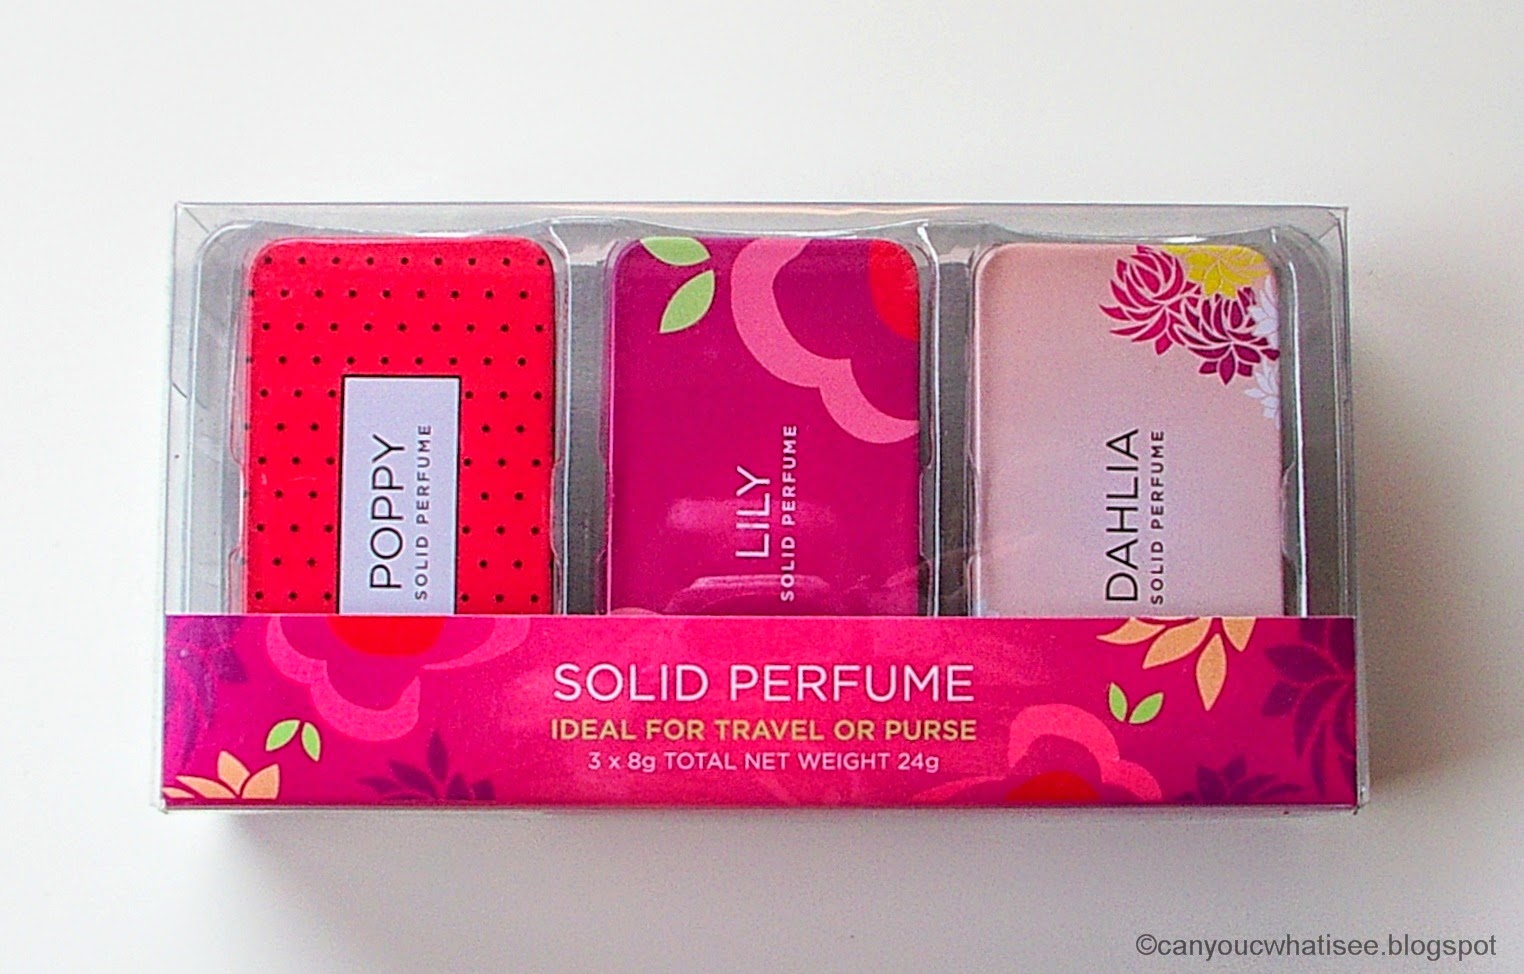 POPPY
SOLID PERFUME
LILY
SOLID PERFUME
DAHLIA
SOLID PERFUME
SOLID PERFUME
IDEAL FOR TRAVEL OR PURSE
3 x 8g TOTAL NET WEIGHT 24g
©canyoucwhatisee.blogspot